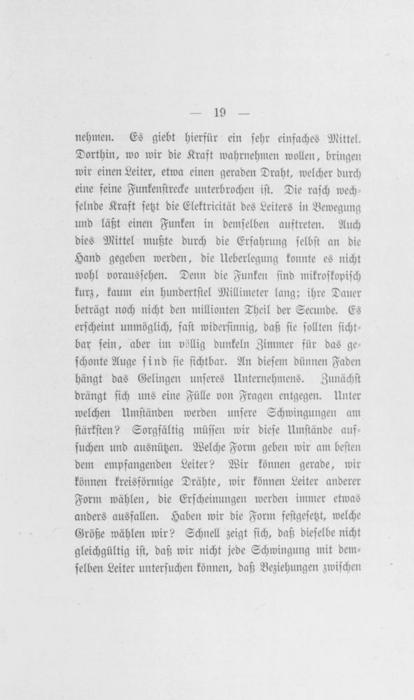 — 19 —
nehmen. Es giebt hierfür ein sehr einfaches Mittel.
Dorthin, wo wir die Kraft wahrnehmen wollen, bringen
wir einen Leiter, etwa einen geraden Draht, welcher durch
eine feine Funkenstrecke unterbrochen ist. Die rasch wech-
selnde Kraft setzt die Elektricität des Leiters in Bewegung
und läßt einen Funken in demselben auftreten. Auch
dies Mittel mußte durch die Erfahrung selbst an die
Hand gegeben werden, die Ueberlegung konnte es nicht
wohl voraussehen. Denn die Funken sind mikroskopisch
kurz, kaum ein hundertstel Millimeter lang; ihre Dauer
beträgt noch nicht den millionten Theil der Secunde. Es
erscheint unmöglich, fast widersinnig, daß sie sollten sicht-
bar sein, aber im völlig dunkeln Zimmer für das ge-
schonte Auge sind sie sichtbar. An diesem dünnen Faden
hängt das Gelingen unseres Unternehmens. Zunächst
drängt sich uns eine Fülle von Fragen entgegen. Unter
welchen Umständen werden unsere Schwingungen am
stärksten? Sorgfältig müssen wir diese Umstände auf-
suchen und ausnützen. Welche Form geben wir am besten
dem empfangenden Leiter? Wir können gerade, wir
können kreisförmige Drähte, wir können Leiter anderer
Form wählen, die Erscheinungen werden immer etwas
anders ausfallen. Haben wir die Form festgesetzt, welche
Größe wählen wir? Schnell zeigt sich, daß dieselbe nicht
gleichgültig ist, daß wir nicht jede Schwingung mit dem-
selben Leiter untersuchen können, daß Beziehungen zwischen